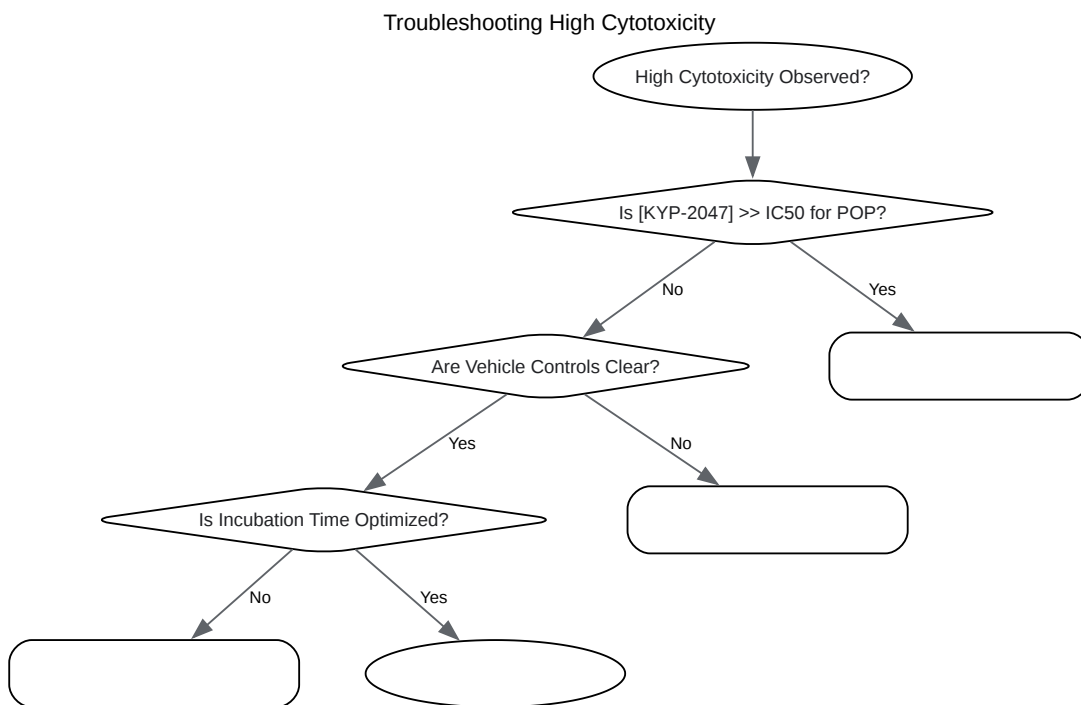 Troubleshooting High Cytotoxicity
High Cytotoxicity Observed?
Is [KYP-2047] >> IC50 for POP?
No
Yes
Are Vehicle Controls Clear?
Yes
No
Is Incubation Time Optimized?
No
Yes